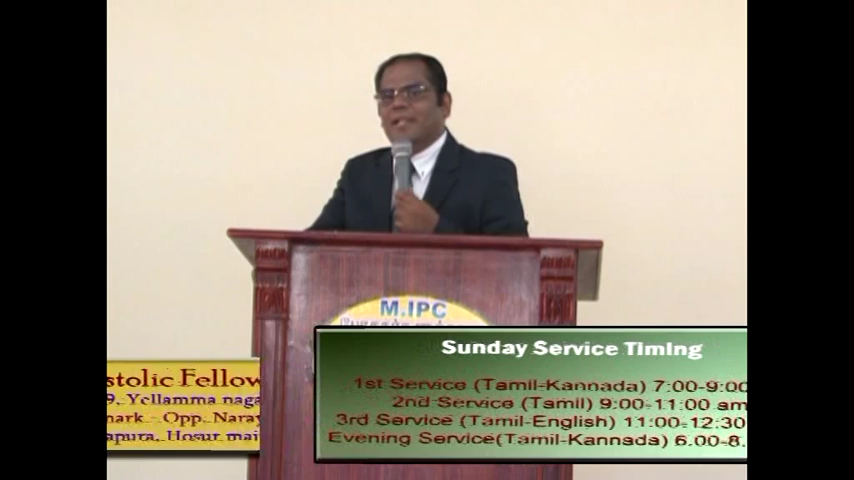 M.IPC
Sunday Service Timing
1st Service (Tamil-Kannada) 7:00-9:00
2nd Service (Tamil) 9:00-11:00 am
3rd Service (Tamil-English) 11:00-12:30
Evening Service(Tamil-Kannada) 6.00-8.
stolic Fellow
9, Yellamma naga
nark - Opp. Naray
apura, Hosur mai